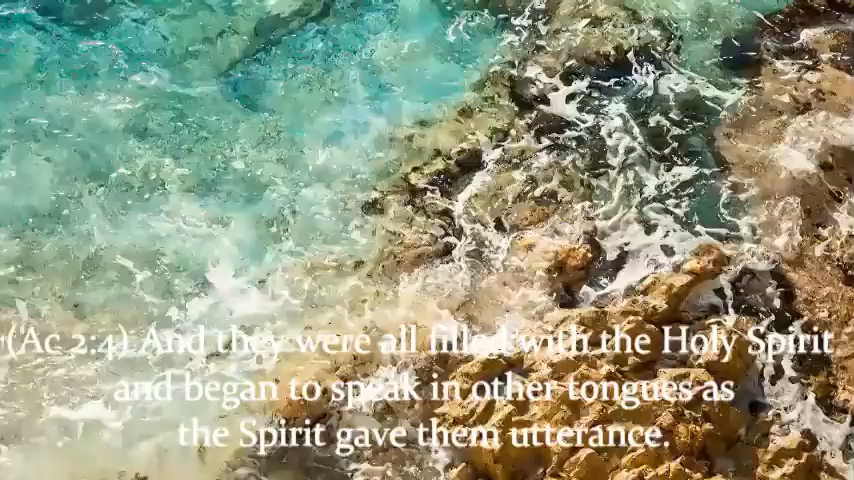 (Ac 2:4) And they were all filled with the Holy Spirit
and began to speak in other tongues as
the Spirit gave them utterance.